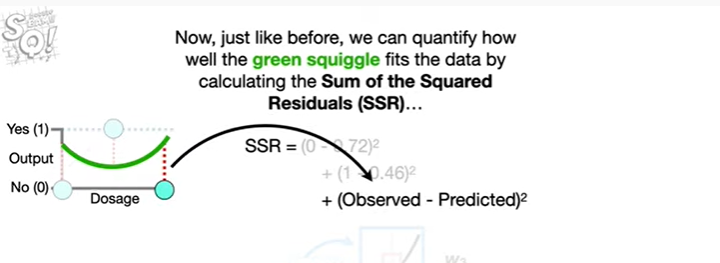 Now, just like before, we can quantify how
well the green squiggle fits the data by
calculating the Sum of the Squared
Residuals (SSR)...
Yes (1)
Output
No (0)
Dosage
SSR = (0 - 0.72)²
+ (1 - 0.46)²
+ (Observed - Predicted)²